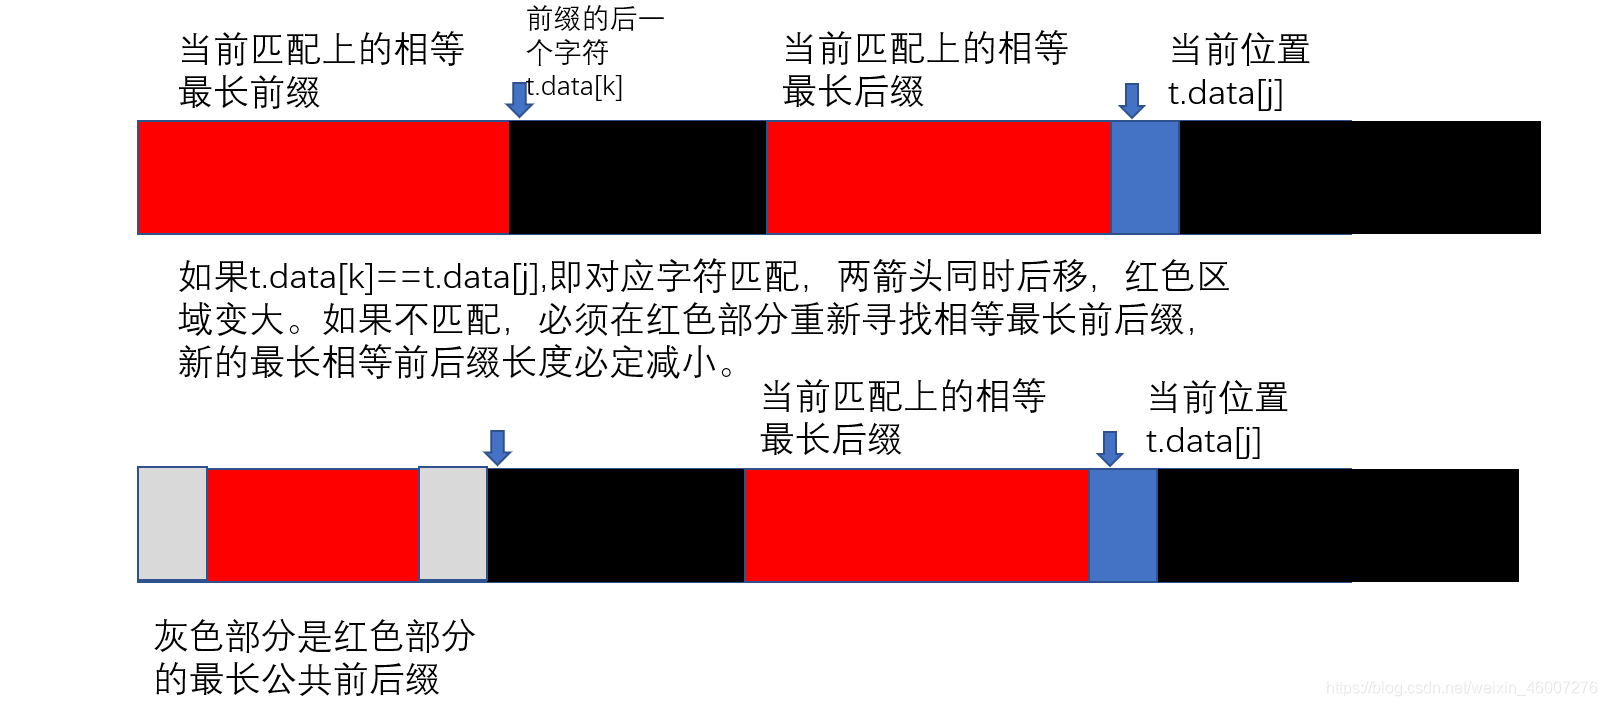 当前匹配上的相等
最长前缀
前缀的后一
个字符
t.data[k]
当前匹配上的相等
最长后缀
当前位置
t.data[j]
如果t.data[k]==t.data[j],即对应字符匹配，两箭头同时后移，红色区
域变大。如果不匹配，必须在红色部分重新寻找相等最长前后缀，
新的最长相等前后缀长度必定减小。
当前匹配上的相等
最长后缀
当前位置
t.data[j]
灰色部分是红色部分
的最长公共前后缀
https://blog.csdn.net/weixin_46007276